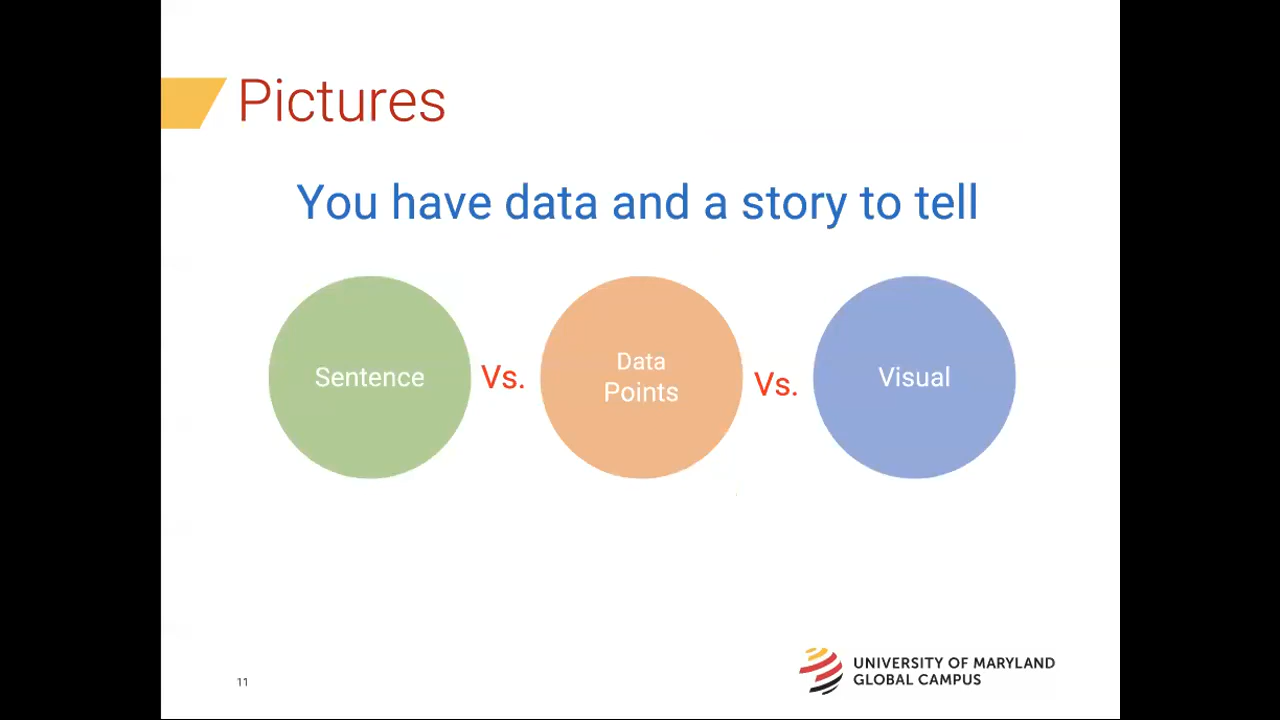 Pictures
You have data and a story to tell
Sentence
Vs.
Data
Points
Vs.
Visual
11
UNIVERSITY OF MARYLAND
GLOBAL CAMPUS